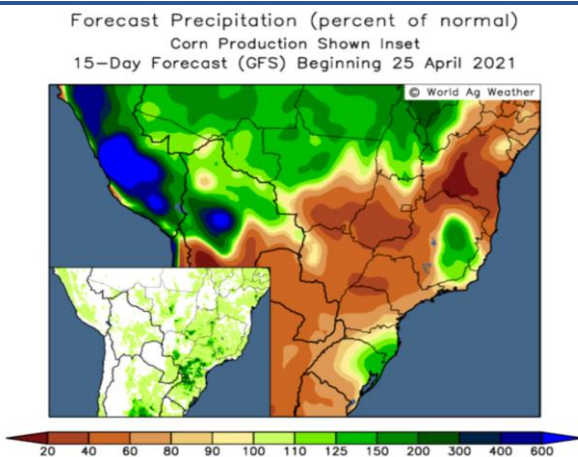 Forecast Precipitation (percent of normal)
Corn Production Shown Inset
15-Day Forecast (GFS) Beginning 25 April 2021
© World Ag Weather
20 40 60 80 90 100 110 125 150 200 300 400 600